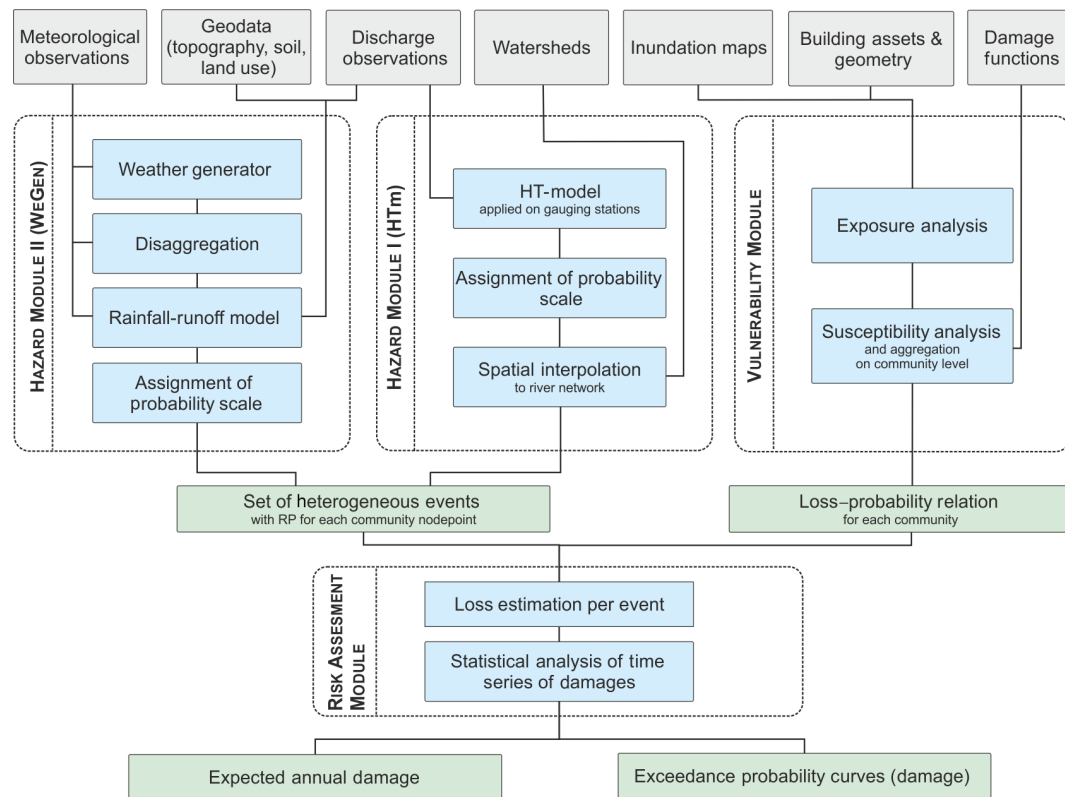 Meteorological
observations
Geodata
(topography, soil,
land use)
Discharge
observations
Watersheds
Inundation maps
Building assets &
geometry
Damage
functions
HAZARD MODULE II (WEGEN)
Weather generator
Disaggregation
Rainfall-runoff model
Assignment of
probability scale
HAZARD MODULE I (HTM)
HT-model
applied on gauging stations
Assignment of probability
scale
Spatial interpolation
to river network
VULNERABILITY MODULE
Exposure analysis
Susceptibility analysis
and aggregation
on community level
Set of heterogeneous events
with RP for each community nodepoint
Loss–probability relation
for each community
RISK ASSESMENT
MODULE
Loss estimation per event
Statistical analysis of time
series of damages
Expected annual damage
Exceedance probability curves (damage)